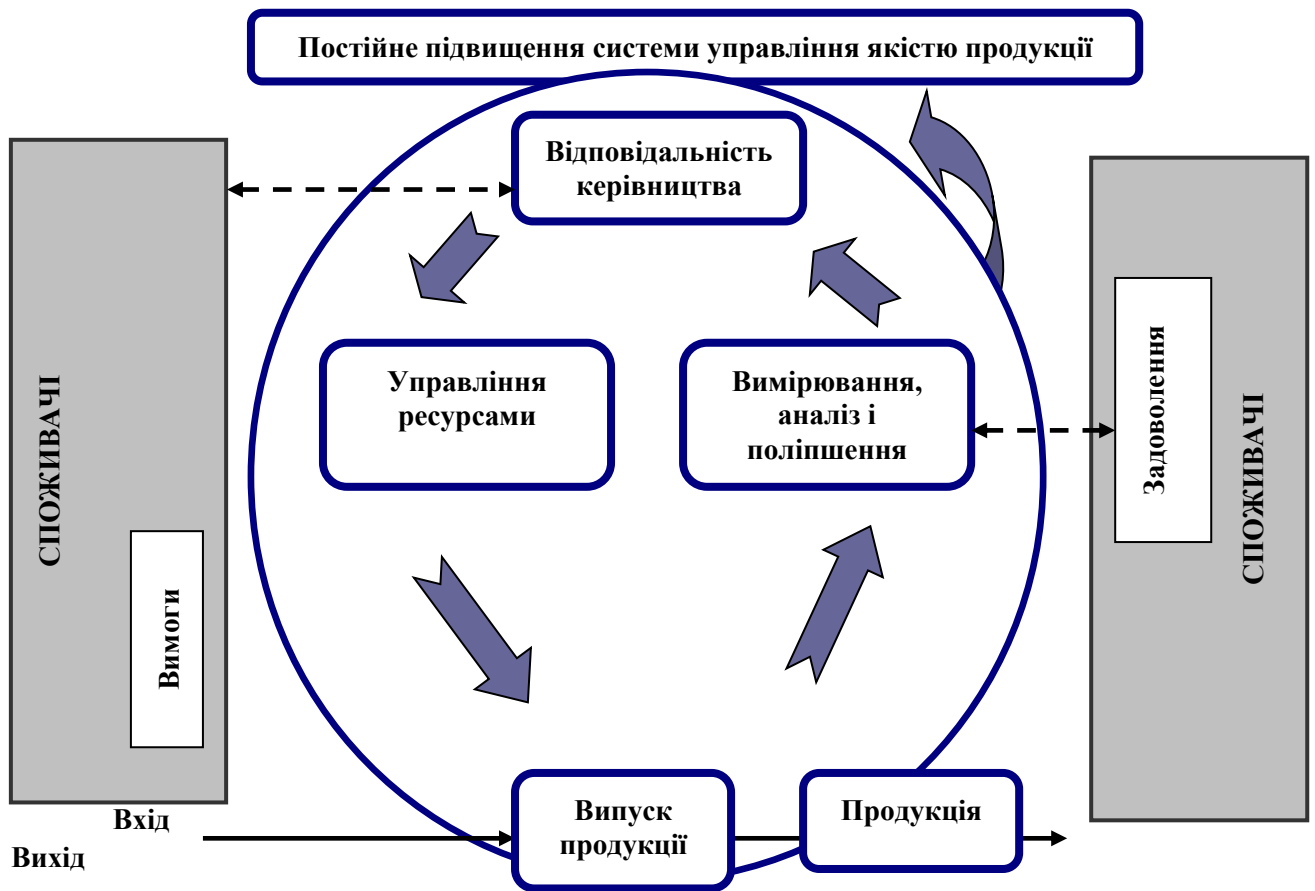 Постійне підвищення системи управління якістю продукції
Відповідальність
керівництва
СПОЖИВАЧІ
Вимоги
Управління
ресурсами
Вимірювання,
аналіз і
поліпшення
Задоволення
СПОЖИВАЧІ
Вхід
Вихід
Випуск
продукції
Продукція